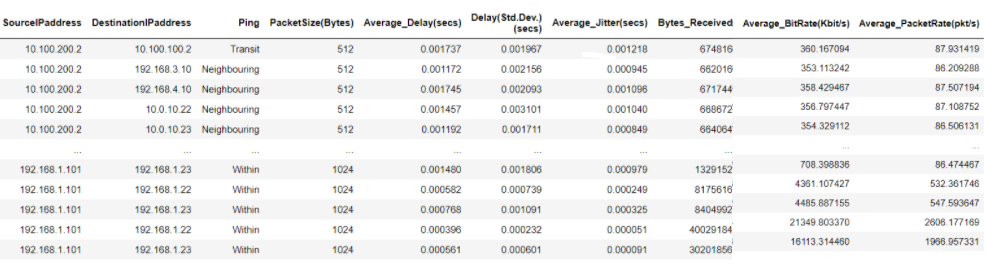 SourceIPaddress DestinationIPaddress Ping PacketSize(Bytes) Average_Delay(secs) Delay(Std.Dev.)(secs) Average_Jitter(secs) Bytes_Received Average_BitRate(Kbit/s) Average_PacketRate(pkt/s)
10.100.200.2 10.100.100.2 Transit 512 0.001737 0.001967 0.001218 674816 360.167094 87.931419
10.100.200.2 192.168.3.10 Neighbouring 512 0.001172 0.002156 0.000945 662016 353.113242 86.209288
10.100.200.2 192.168.4.10 Neighbouring 512 0.001745 0.002093 0.001096 671744 358.429467 87.507194
10.100.200.2 10.0.10.22 Neighbouring 512 0.001457 0.003101 0.001040 668672 356.797447 87.108752
10.100.200.2 10.0.10.23 Neighbouring 512 0.001192 0.001711 0.000849 664064 354.329112 86.506131
... ... ... ... ... ... ... ... ... ...
192.168.1.101 192.168.1.23 Within 1024 0.001480 0.001806 0.000979 1329152 708.398836 86.474467
192.168.1.101 192.168.1.22 Within 1024 0.000582 0.000739 0.000249 8175616 4361.107427 532.361746
192.168.1.101 192.168.1.23 Within 1024 0.000768 0.001091 0.000325 8404992 4485.887155 547.593647
192.168.1.101 192.168.1.22 Within 1024 0.000396 0.000232 0.000051 40029184 21349.803370 2606.177169
192.168.1.101 192.168.1.23 Within 1024 0.000561 0.000601 0.000091 30201856 16113.314460 1966.957331